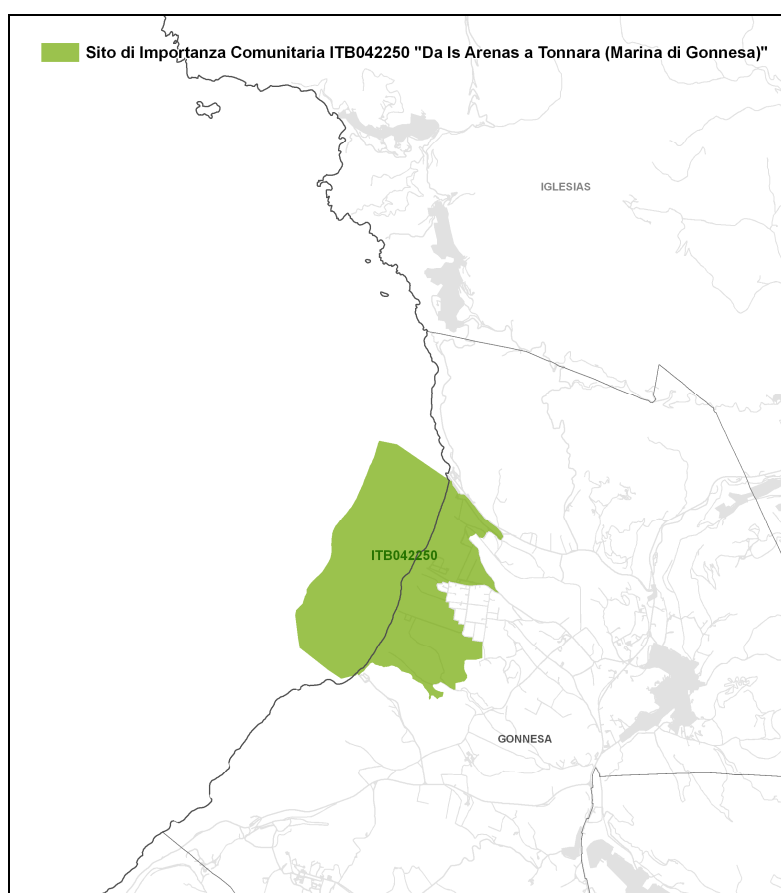 Sito di Importanza Comunitaria ITB042250 "Da Is Arenas a Tonnara (Marina di Gonnesa)"
IGLESIAS
ITB042250
GONNESA